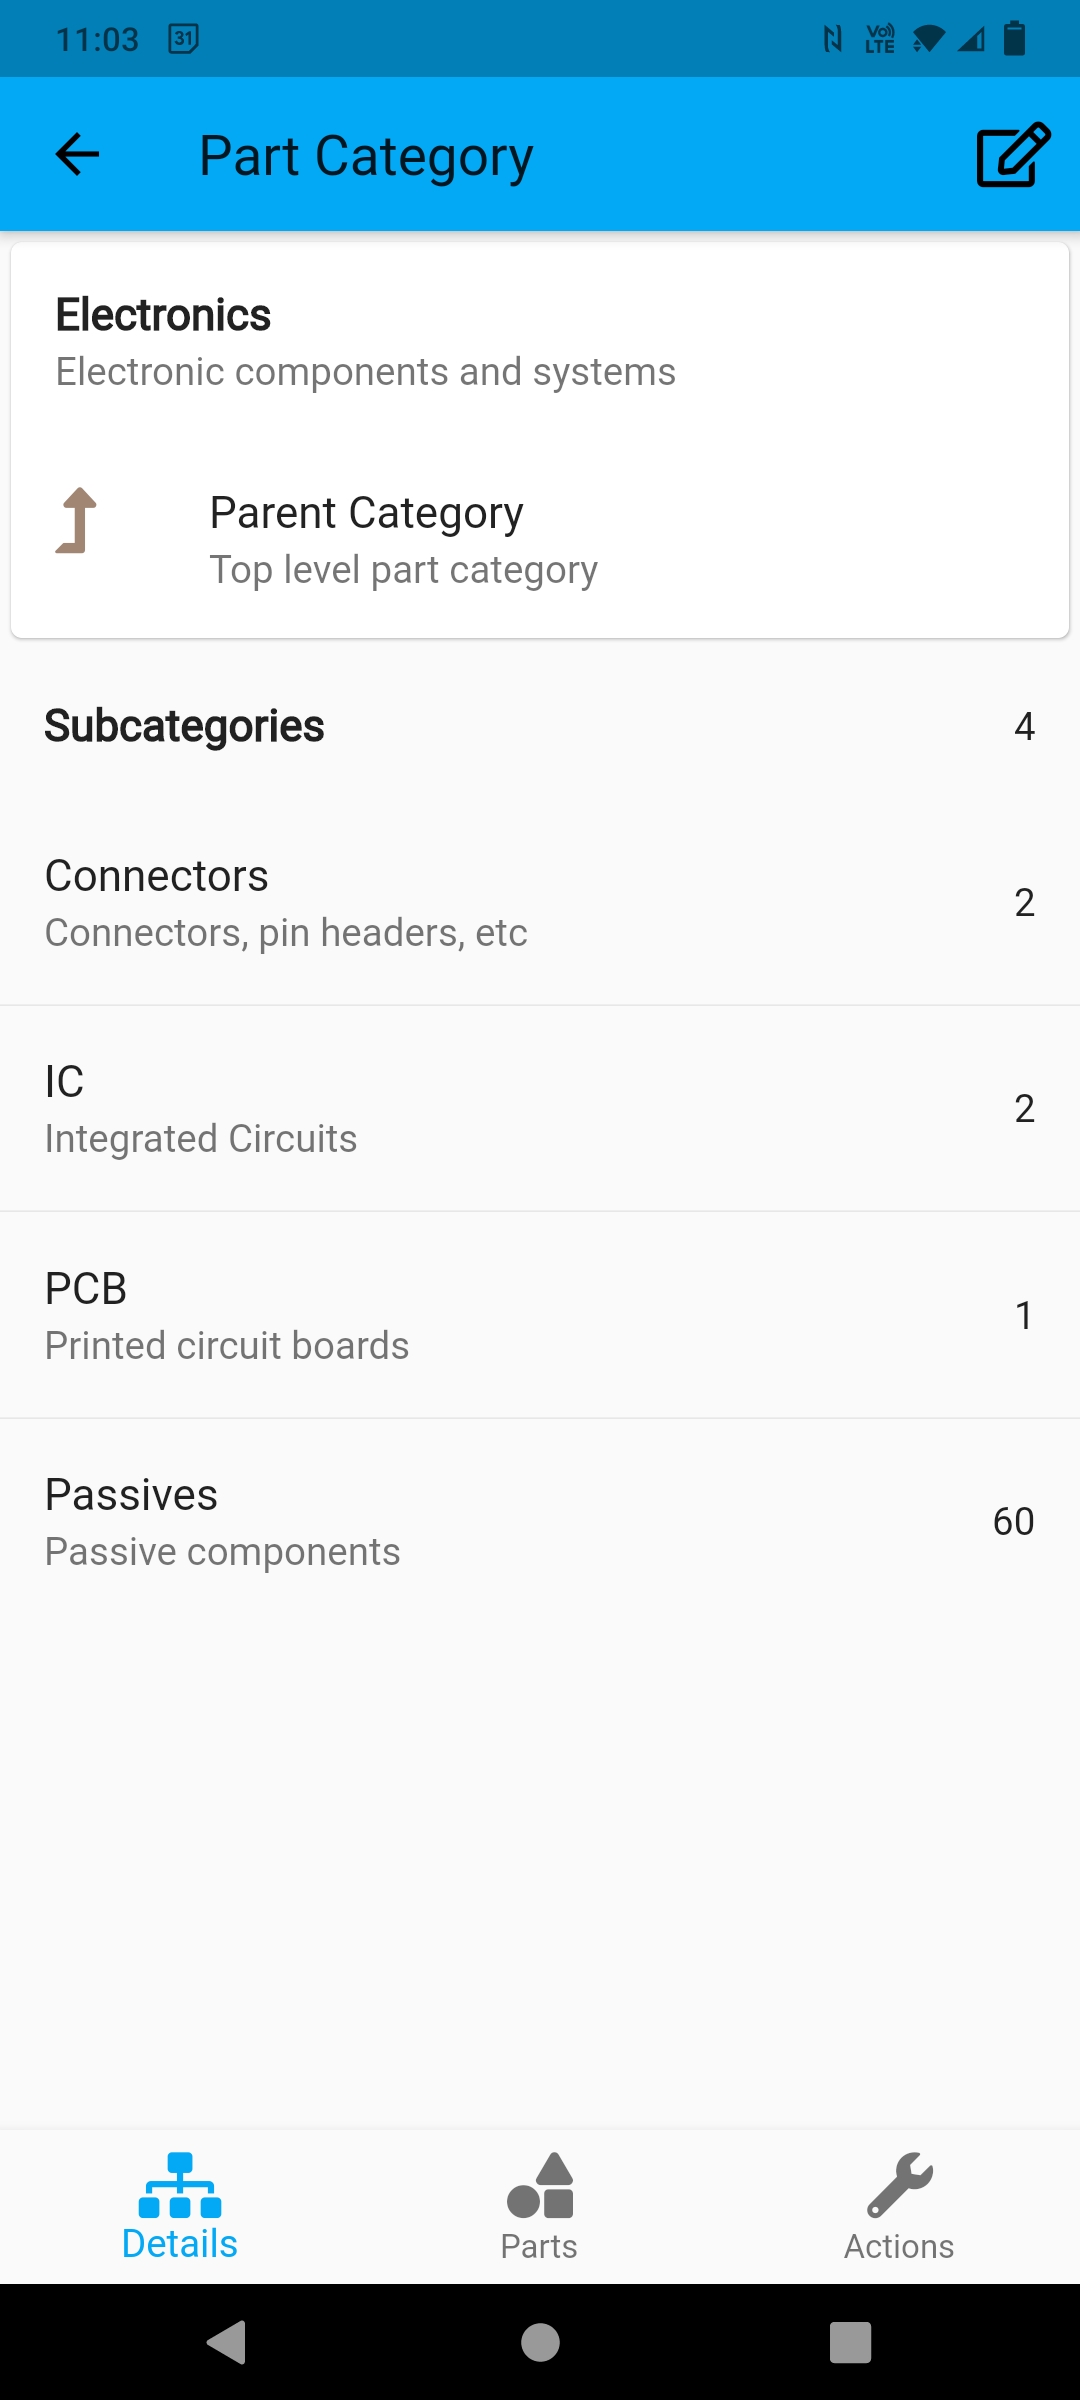 11:03 31 Vo LTE
Part Category
Electronics
Electronic components and systems
Parent Category
Top level part category
Subcategories 4
Connectors
Connectors, pin headers, etc
2
IC
Integrated Circuits
2
PCB
Printed circuit boards
1
Passives
Passive components
60
Details Parts Actions